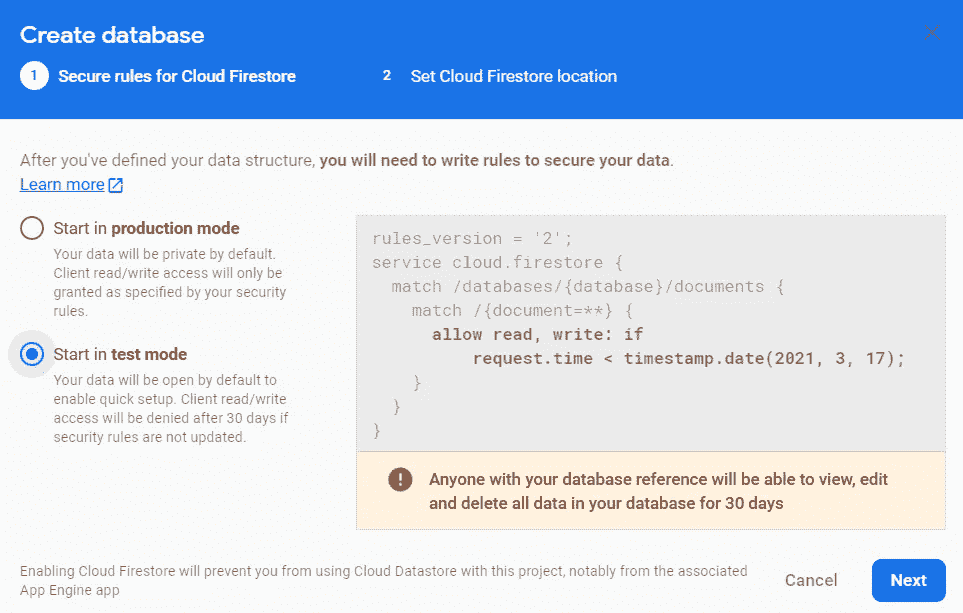 Create database
1 Secure rules for Cloud Firestore 2 Set Cloud Firestore location
After you've defined your data structure, you will need to write rules to secure your data.
Learn more
Start in production mode
Your data will be private by default.
Client read/write access will only be
granted as specified by your security
rules.
Start in test mode
Your data will be open by default to
enable quick setup. Client read/write
access will be denied after 30 days if
security rules are not updated.
rules_version = '2';
service cloud.firestore {
match /databases/{database}/documents {
match /{document=**} {
allow read, write: if
request.time < timestamp.date(2021, 3, 17);
}
}
}
! Anyone with your database reference will be able to view, edit
and delete all data in your database for 30 days
Enabling Cloud Firestore will prevent you from using Cloud Datastore with this project, notably from the associated
App Engine app
Cancel Next